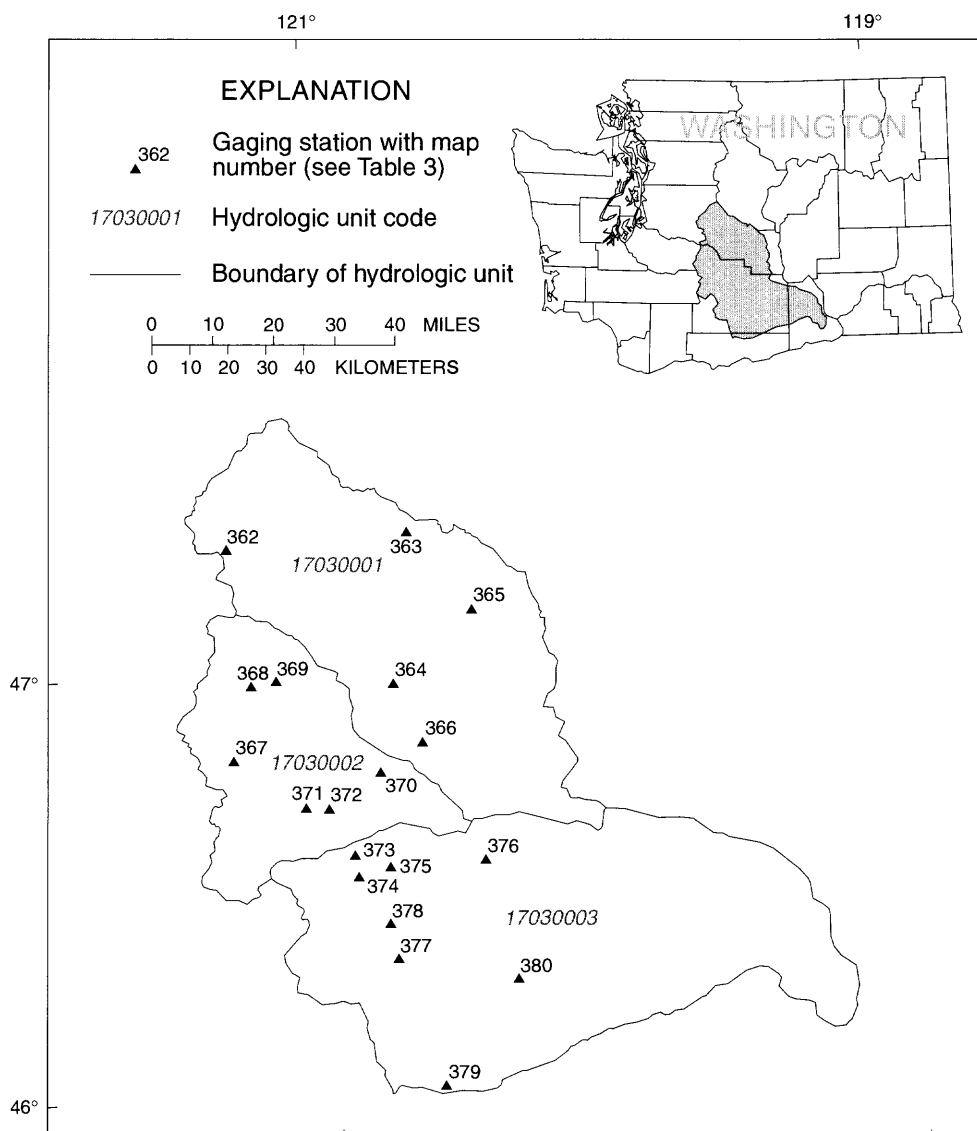 121° 119°
EXPLANATION
362 Gaging station with map
number (see Table 3)
17030001 Hydrologic unit code
Boundary of hydrologic unit
0 10 20 30 40 MILES
0 10 20 30 40 KILOMETERS
WASHINGTON
362
363
17030001
365
368 369
364
47°
366
367
17030002
370
371 372
373
376
375
374
378
17030003
377
380
379
46°